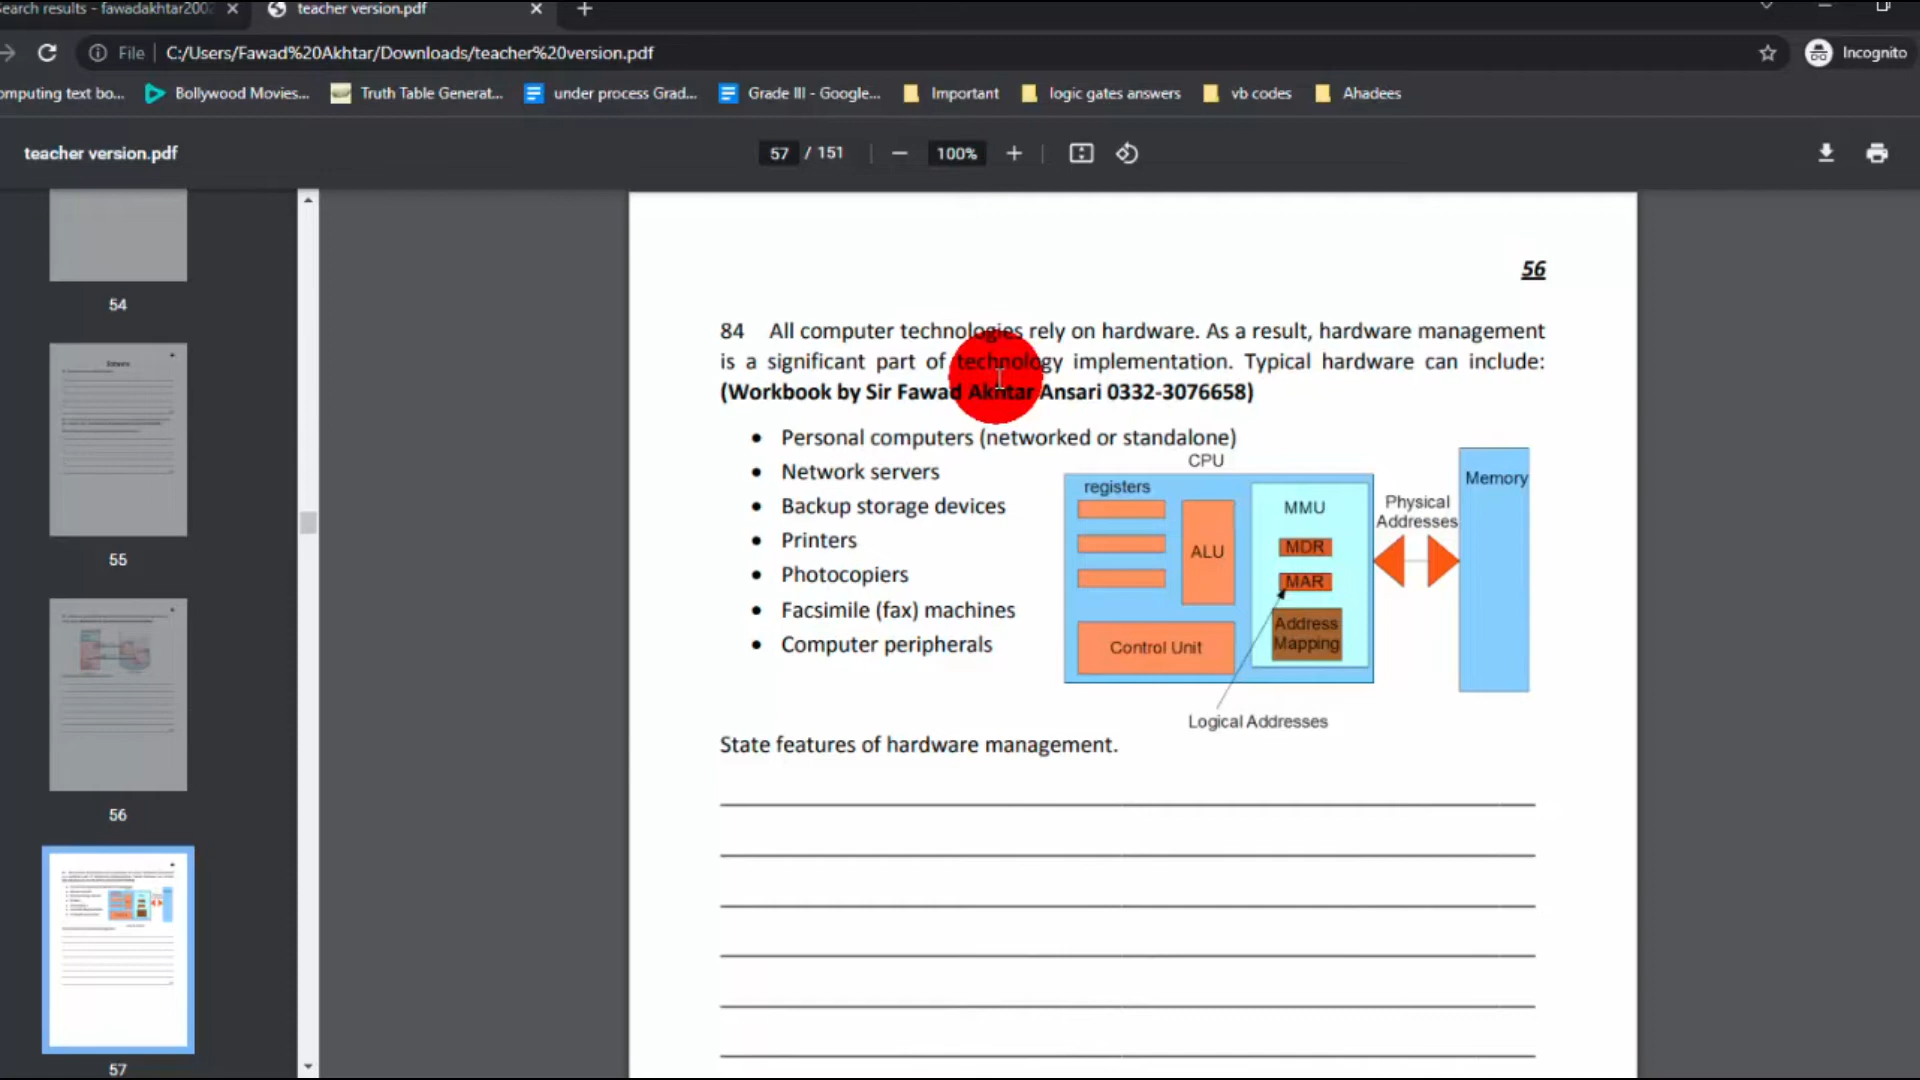 earch results - fawadakhtar200
teacher version.pdf
File
C:/Users/Fawad%20Akhtar/Downloads/teacher%20version.pdf
Incognito
omputing text bo...
Bollywood Movies...
Truth Table Generat...
under process Grad...
Grade III - Google...
Important
logic gates answers
vb codes
Ahadees
teacher version.pdf
57 / 151
100%
54
55
56
57
56
84 All computer technologies rely on hardware. As a result, hardware management
is a significant part of technology implementation. Typical hardware can include:
(Workbook by Sir Fawad Akhtar Ansari 0332-3076658)
• Personal computers (networked or standalone)
• Network servers
• Backup storage devices
• Printers
• Photocopiers
• Facsimile (fax) machines
• Computer peripherals
CPU
registers
ALU
Control Unit
MMU
MDR
MAR
Address
Mapping
Physical
Addresses
Memory
Logical Addresses
State features of hardware management.